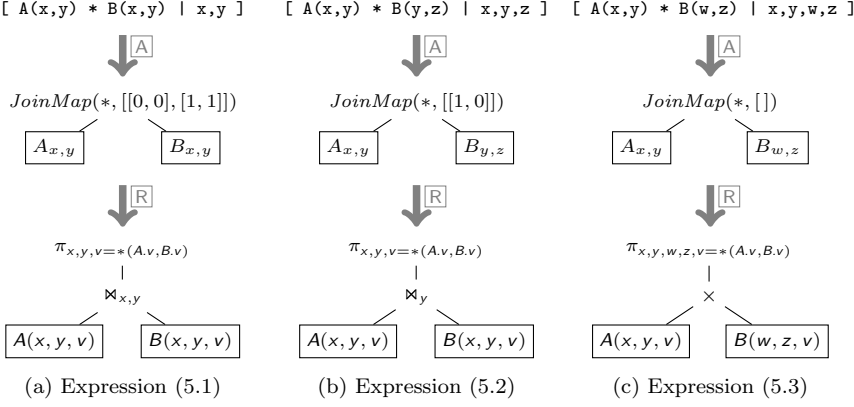 [ A(x,y) * B(x,y) | x,y ]
[ A(x,y) * B(y,z) | x,y,z ]
[ A(x,y) * B(w,z) | x,y,w,z ]
A
A
A
JoinMap(∗, [[0, 0], [1, 1]])
JoinMap(∗, [[1, 0]])
JoinMap(∗, [ ])
A_{x,y} B_{x,y}
A_{x,y} B_{y,z}
A_{x,y} B_{w,z}
R
R
R
π_{x,y,v=∗(A.v,B.v)}
π_{x,y,v=∗(A.v,B.v)}
π_{x,y,w,z,v=∗(A.v,B.v)}
⋈_{x,y}
⋈_{y}
×
A(x, y, v) B(x, y, v)
A(x, y, v) B(x, y, v)
A(x, y, v) B(w, z, v)
(a) Expression (5.1)
(b) Expression (5.2)
(c) Expression (5.3)